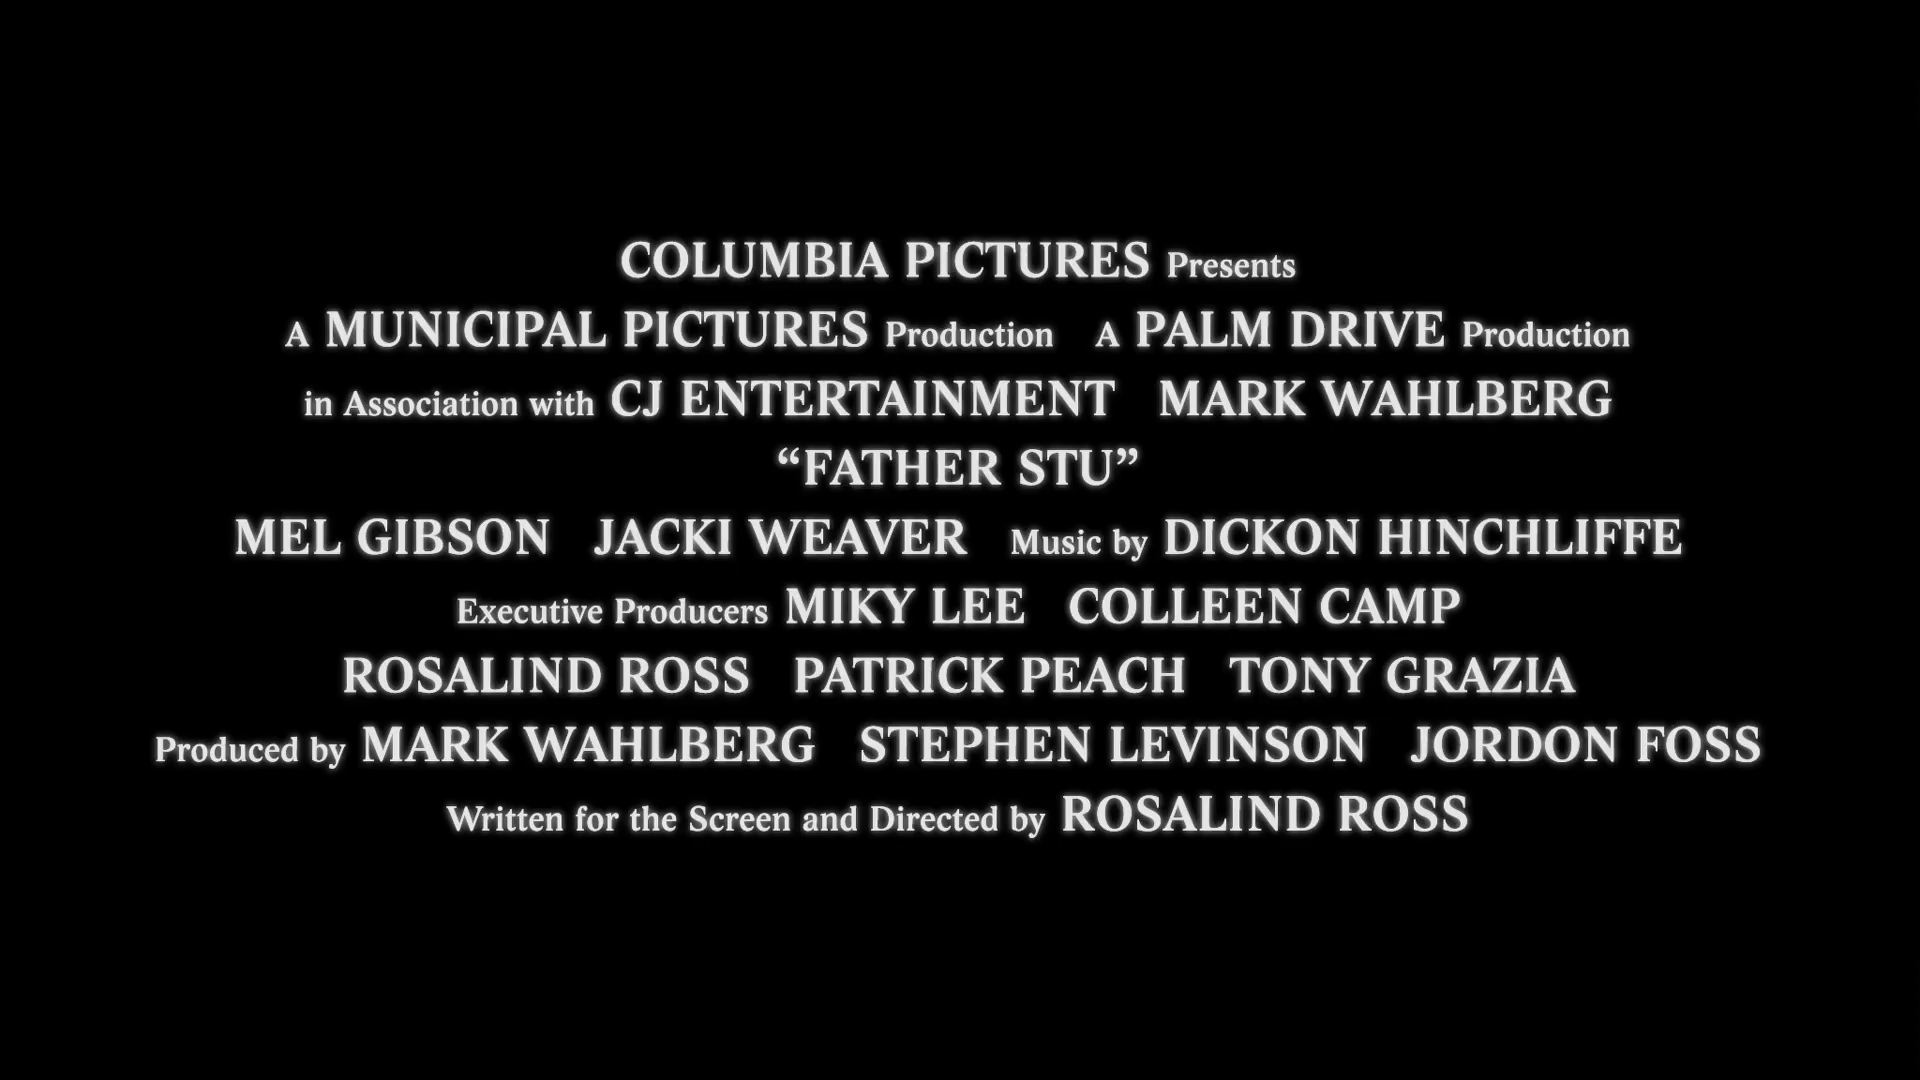 COLUMBIA PICTURES Presents
A MUNICIPAL PICTURES Production A PALM DRIVE Production
in Association with CJ ENTERTAINMENT MARK WAHLBERG
“FATHER STU”
MEL GIBSON JACKI WEAVER Music by DICKON HINCHLIFFE
Executive Producers MIKY LEE COLLEEN CAMP
ROSALIND ROSS PATRICK PEACH TONY GRAZIA
Produced by MARK WAHLBERG STEPHEN LEVINSON JORDON FOSS
Written for the Screen and Directed by ROSALIND ROSS